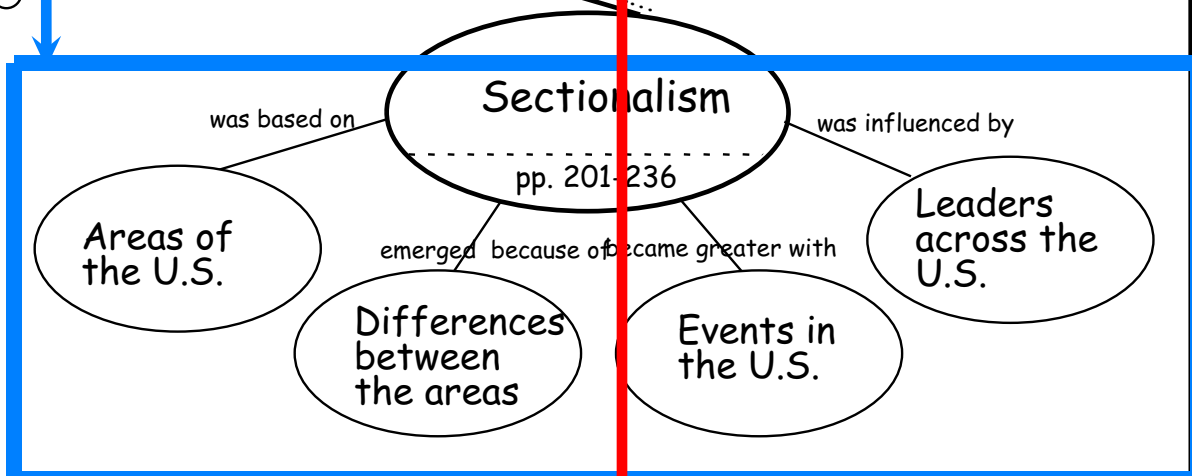 Sectionalism
was based on
was influenced by
pp. 201-236
Leaders
across the
U.S.
Areas of
the U.S.
emerged because of
became greater with
Differences
between
the areas
Events in
the U.S.